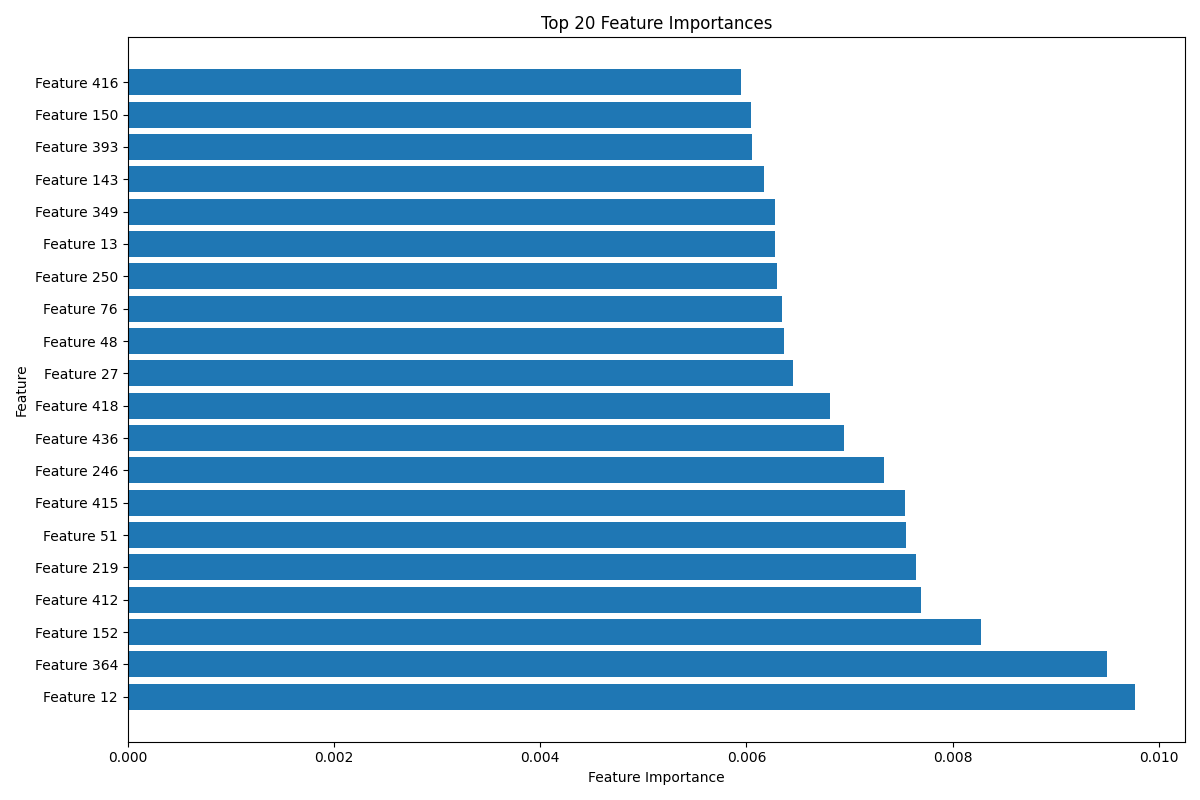 Top 20 Feature Importances
Feature
Feature 416
Feature 150
Feature 393
Feature 143
Feature 349
Feature 13
Feature 250
Feature 76
Feature 48
Feature 27
Feature 418
Feature 436
Feature 246
Feature 415
Feature 51
Feature 219
Feature 412
Feature 152
Feature 364
Feature 12
0.000 0.002 0.004 0.006 0.008 0.010
Feature Importance